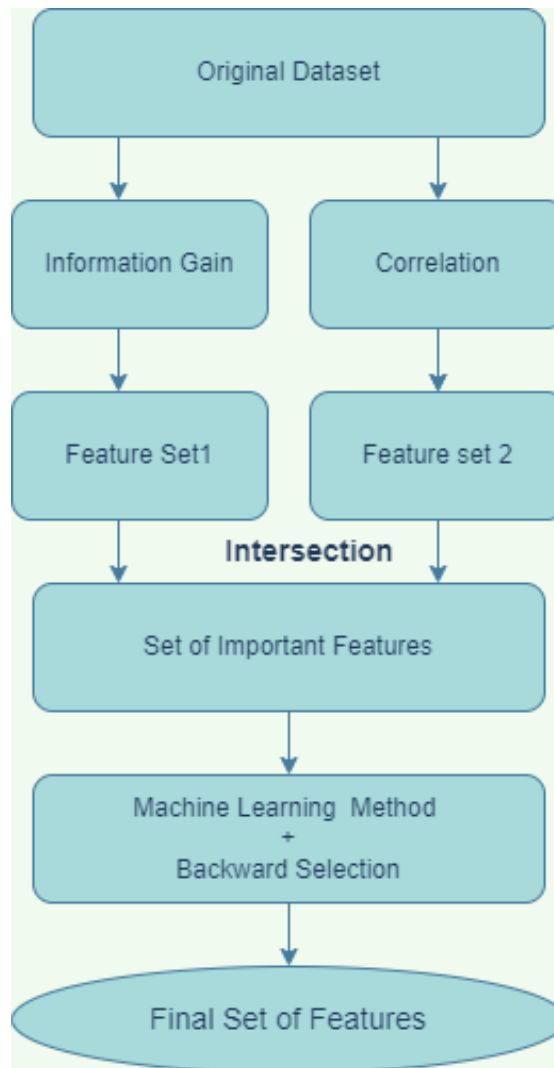 Original Dataset
Information Gain
Correlation
Feature Set1
Feature set 2
Intersection
Set of Important Features
Machine Learning  Method
+
Backward Selection
Final Set of Features